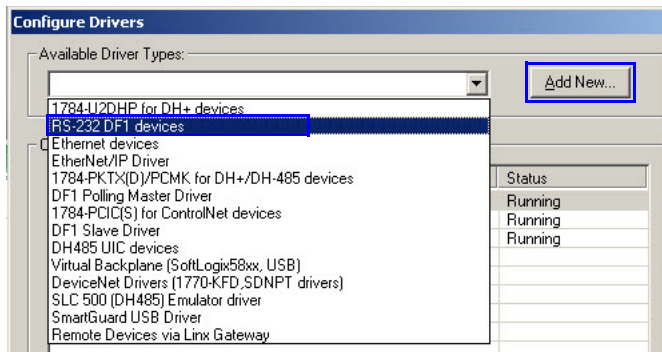 Configure Drivers
Available Driver Types:
Add New...
1784-U2DHP for DH+ devices
RS-232 DF1 devices
Ethernet devices
EtherNet/IP Driver
1784-PKTX(D)/PCMK for DH+/DH-485 devices
DF1 Polling Master Driver
1784-PCIC(S) for ControlNet devices
DF1 Slave Driver
DH485 UIC devices
Virtual Backplane (SoftLogix58xx, USB)
DeviceNet Drivers (1770-KFD,SDNPT drivers)
SLC 500 (DH485) Emulator driver
SmartGuard USB Driver
Remote Devices via Linx Gateway
Status
Running
Running
Running